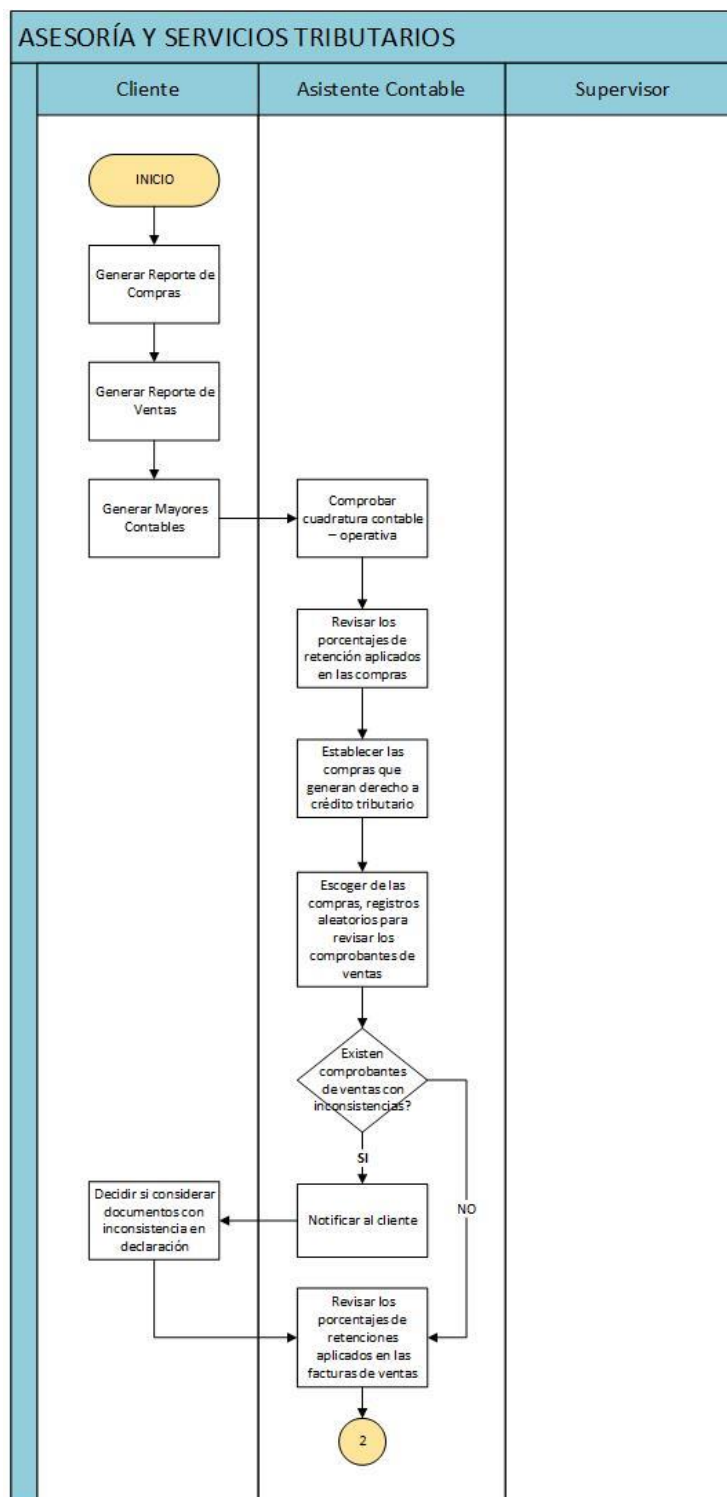 ASESORÍA Y SERVICIOS TRIBUTARIOS
Cliente
Asistente Contable
Supervisor
INICIO
Generar Reporte de
Compras
Generar Reporte de
Ventas
Generar Mayores
Contables
Comprobar
cuadratura contable
– operativa
Revisar los
porcentajes de
retención aplicados
en las compras
Establecer las
compras que
generan derecho a
crédito tributario
Escoger de las
compras, registros
aleatorios para
revisar los
comprobantes de
ventas
Existen
comprobantes
de ventas con
inconsistencias?
SI
NO
Notificar al cliente
Decidir si considerar
documentos con
inconsistencia en
declaración
Revisar los
porcentajes de
retenciones
aplicados en las
facturas de ventas
2